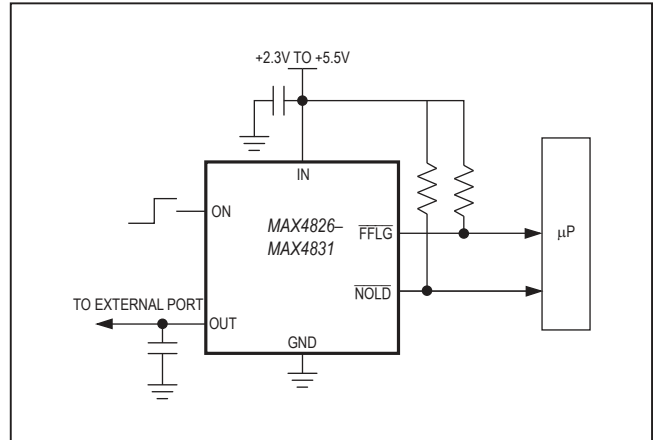 +2.3V TO +5.5V
IN
ON
MAX4826–
MAX4831
FFLG
µP
NOLD
TO EXTERNAL PORT
OUT
GND